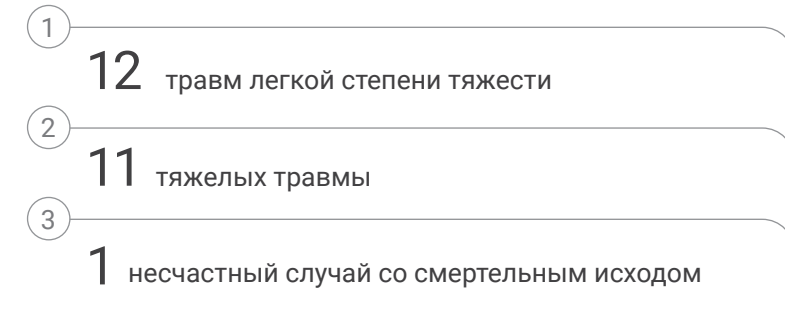 1
12 травм легкой степени тяжести
2
11 тяжелых травмы
3
1 несчастный случай со смертельным исходом